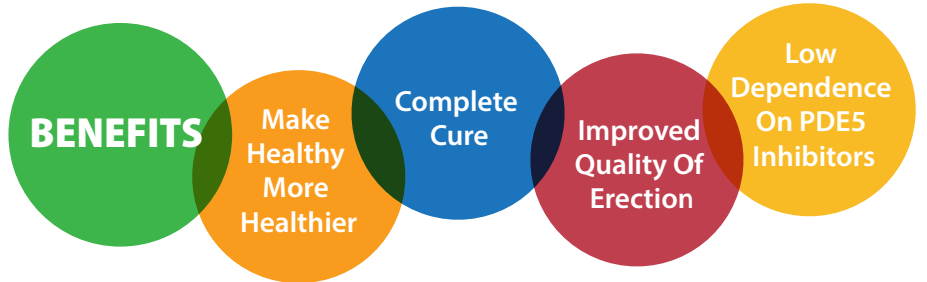 BENEFITS
Make
Healthy
More
Healthier
Complete
Cure
Improved
Quality Of
Erection
Low
Dependence
On PDE5
Inhibitors